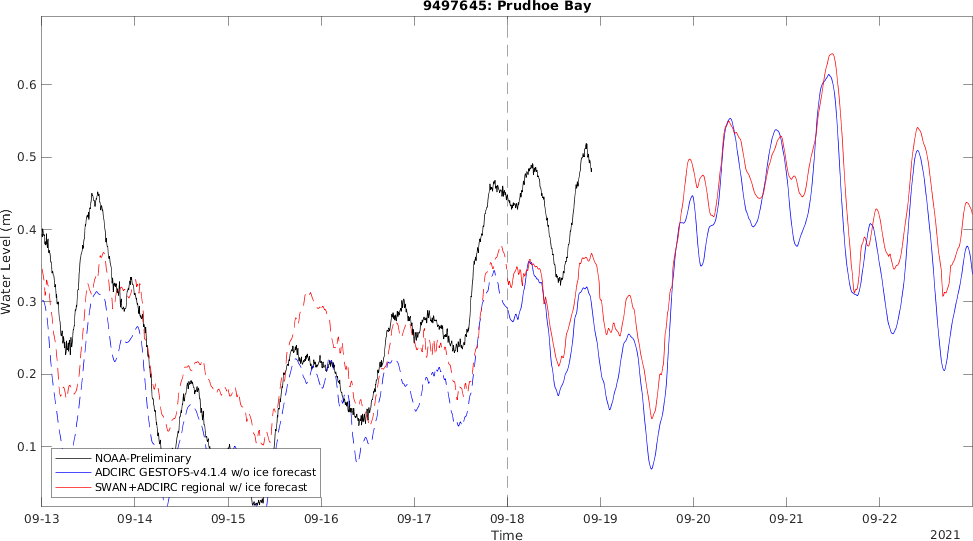 9497645: Prudhoe Bay
Water Level (m)
0.6
0.5
0.4
0.3
0.2
0.1
NOAA-Preliminary
ADCIRC GESTOFS-v4.1.4 w/o ice forecast
SWAN+ADCIRC regional w/ ice forecast
09-13 09-14 09-15 09-16 09-17 09-18 09-19 09-20 09-21 09-22
Time
2021